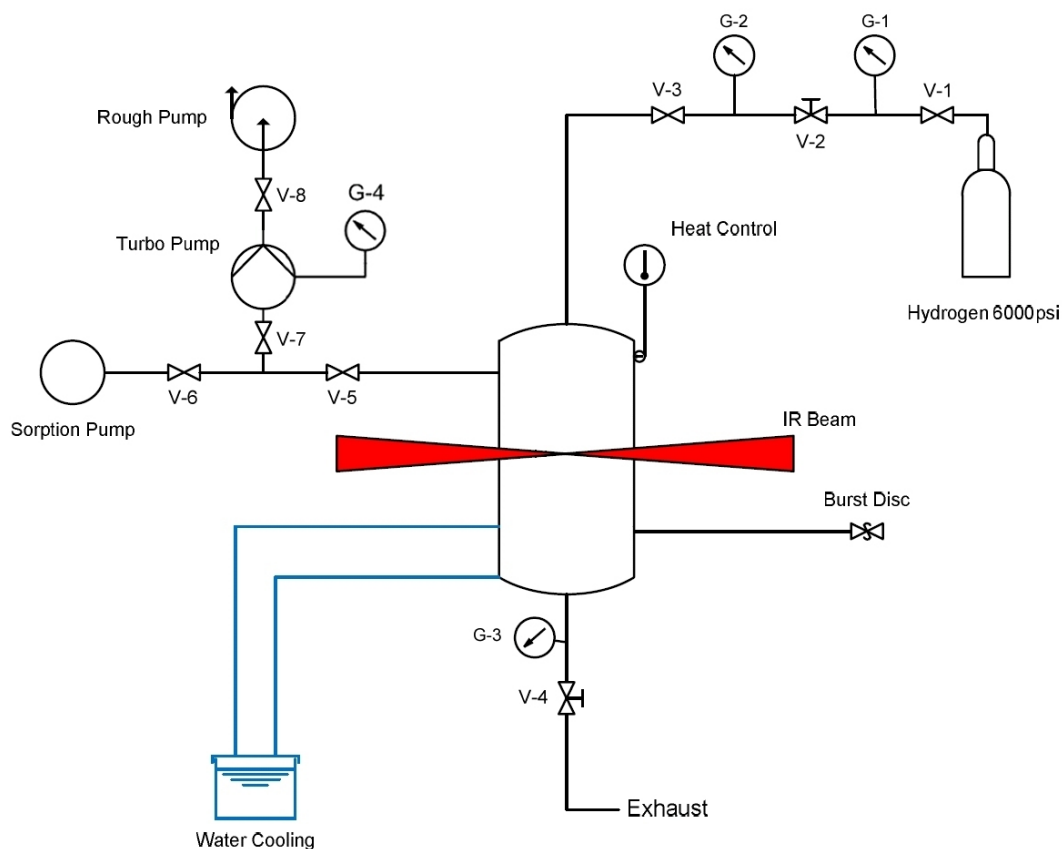 G-2
G-1
V-3
V-1
V-2
Rough Pump
V-8
G-4
Turbo Pump
Heat Control
Hydrogen 6000psi
V-7
V-6
V-5
Sorption Pump
IR Beam
Burst Disc
G-3
V-4
Exhaust
Water Cooling